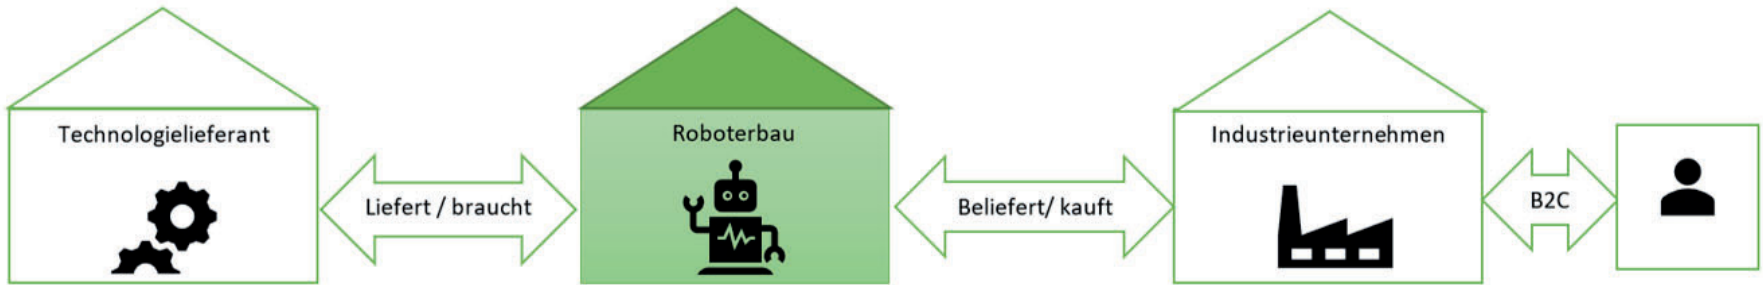 Technologielieferant
Liefert / braucht
Roboterbau
Beliefert/ kauft
Industrieunternehmen
B2C